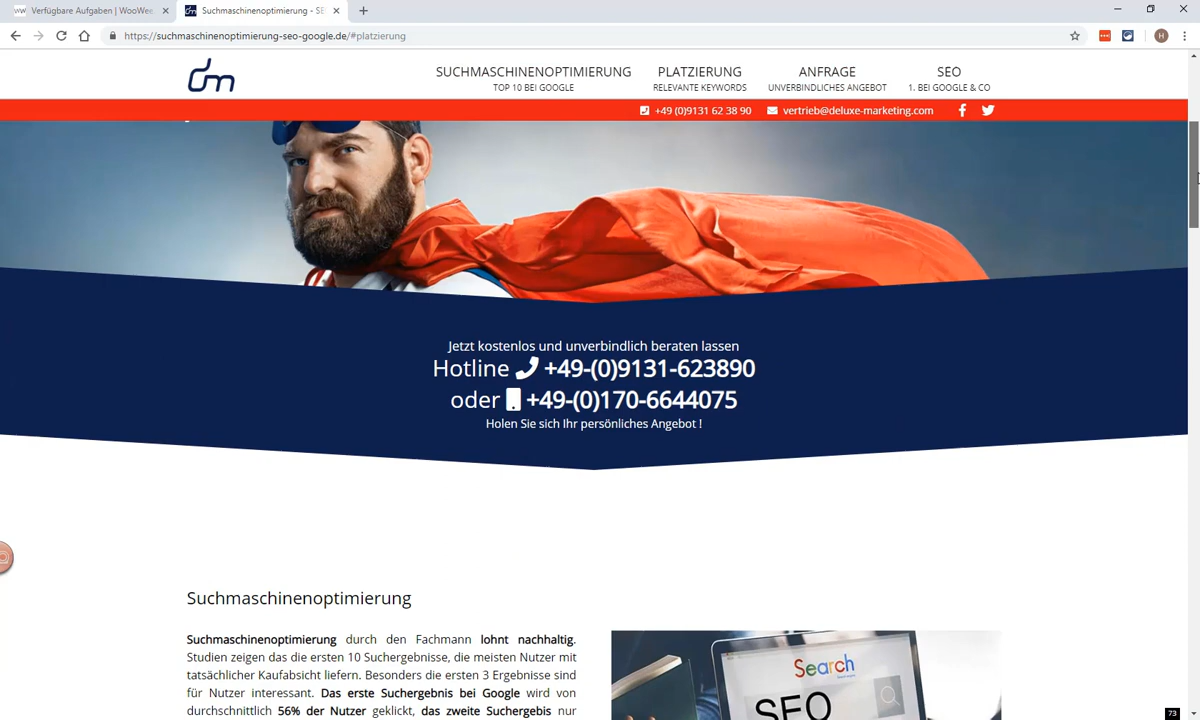 Verfügbare Aufgaben | WooWee
Suchmaschinenoptimierung - SE
https://suchmaschinenoptimierung-seo-google.de/#platzierung
H
dm
SUCHMASCHINENOPTIMIERUNG
TOP 10 BEI GOOGLE
PLATZIERUNG
RELEVANTE KEYWORDS
ANFRAGE
UNVERBINDLICHES ANGEBOT
SEO
1. BEI GOOGLE & CO
+49 (0)9131 62 38 90
vertrieb@deluxe-marketing.com
Jetzt kostenlos und unverbindlich beraten lassen
Hotline +49-(0)9131-623890
oder +49-(0)170-6644075
Holen Sie sich Ihr persönliches Angebot !
Suchmaschinenoptimierung
Suchmaschinenoptimierung durch den Fachmann lohnt nachhaltig.
Studien zeigen das die ersten 10 Suchergebnisse, die meisten Nutzer mit
tatsächlicher Kaufabsicht liefern. Besonders die ersten 3 Ergebnisse sind
für Nutzer interessant. Das erste Suchergebnis bei Google wird von
durchschnittlich 56% der Nutzer geklickt, das zweite Suchergebis nur
Search
SEO
73